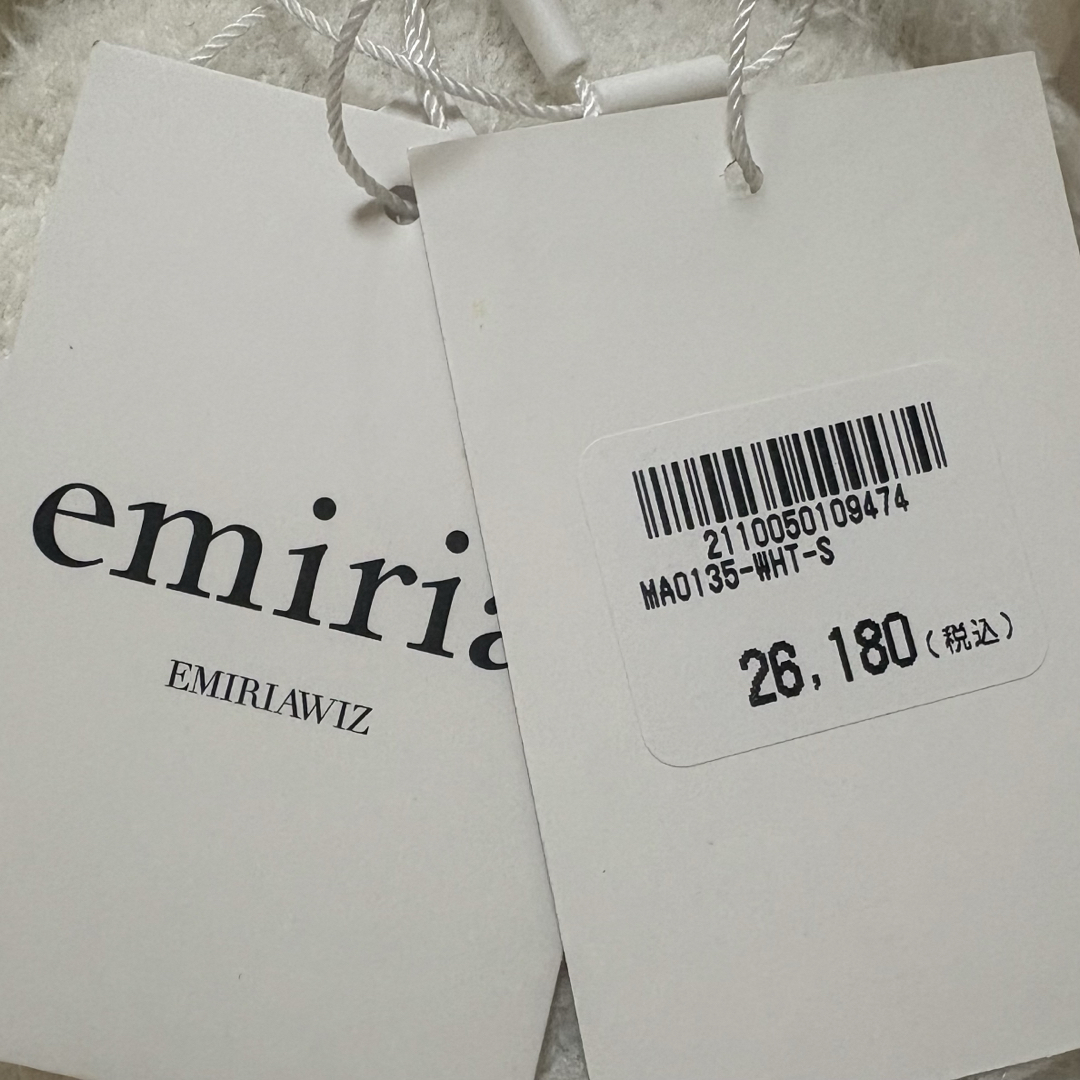 emiria
EMIRIAWIZ
2110050109474
MA0135-WHT-S
26,180(税込)